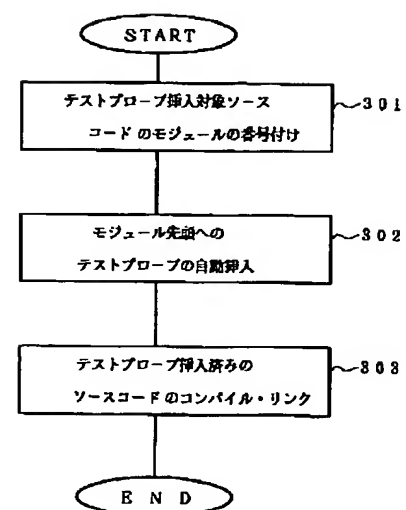 START
テストプローブ挿入対象ソース
コードのモジュールの番号付け
301
モジュール先頭への
テストプローブの自動挿入
302
テストプローブ挿入済みの
ソースコードのコンパイル・リンク
303
END